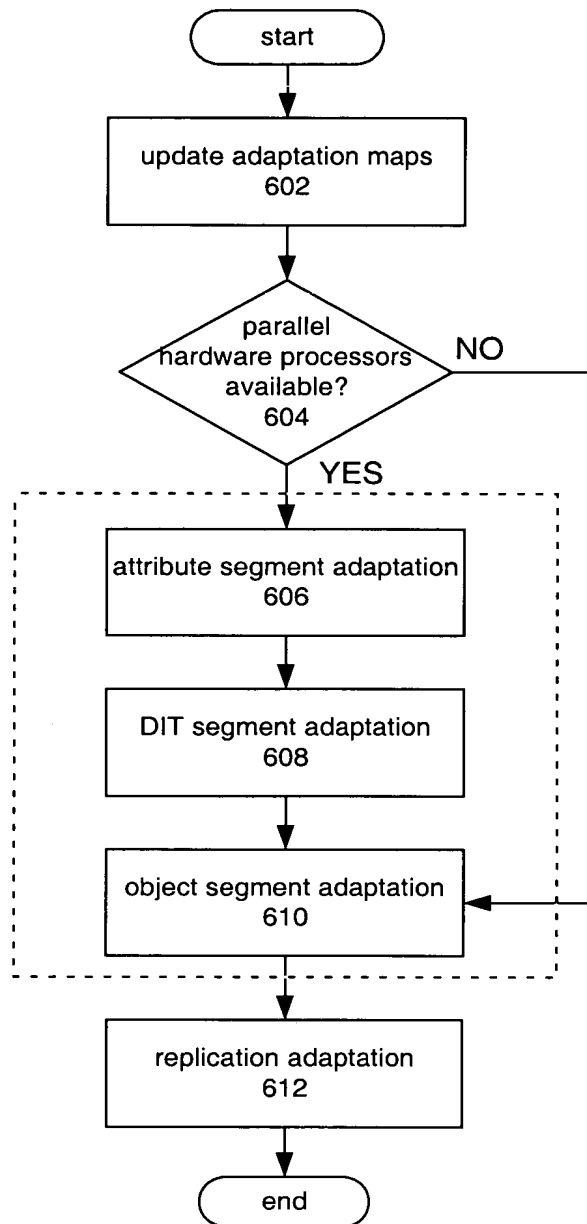 start
update adaptation maps
602
parallel
hardware processors
available?
604
NO
YES
attribute segment adaptation
606
DIT segment adaptation
608
object segment adaptation
610
replication adaptation
612
end